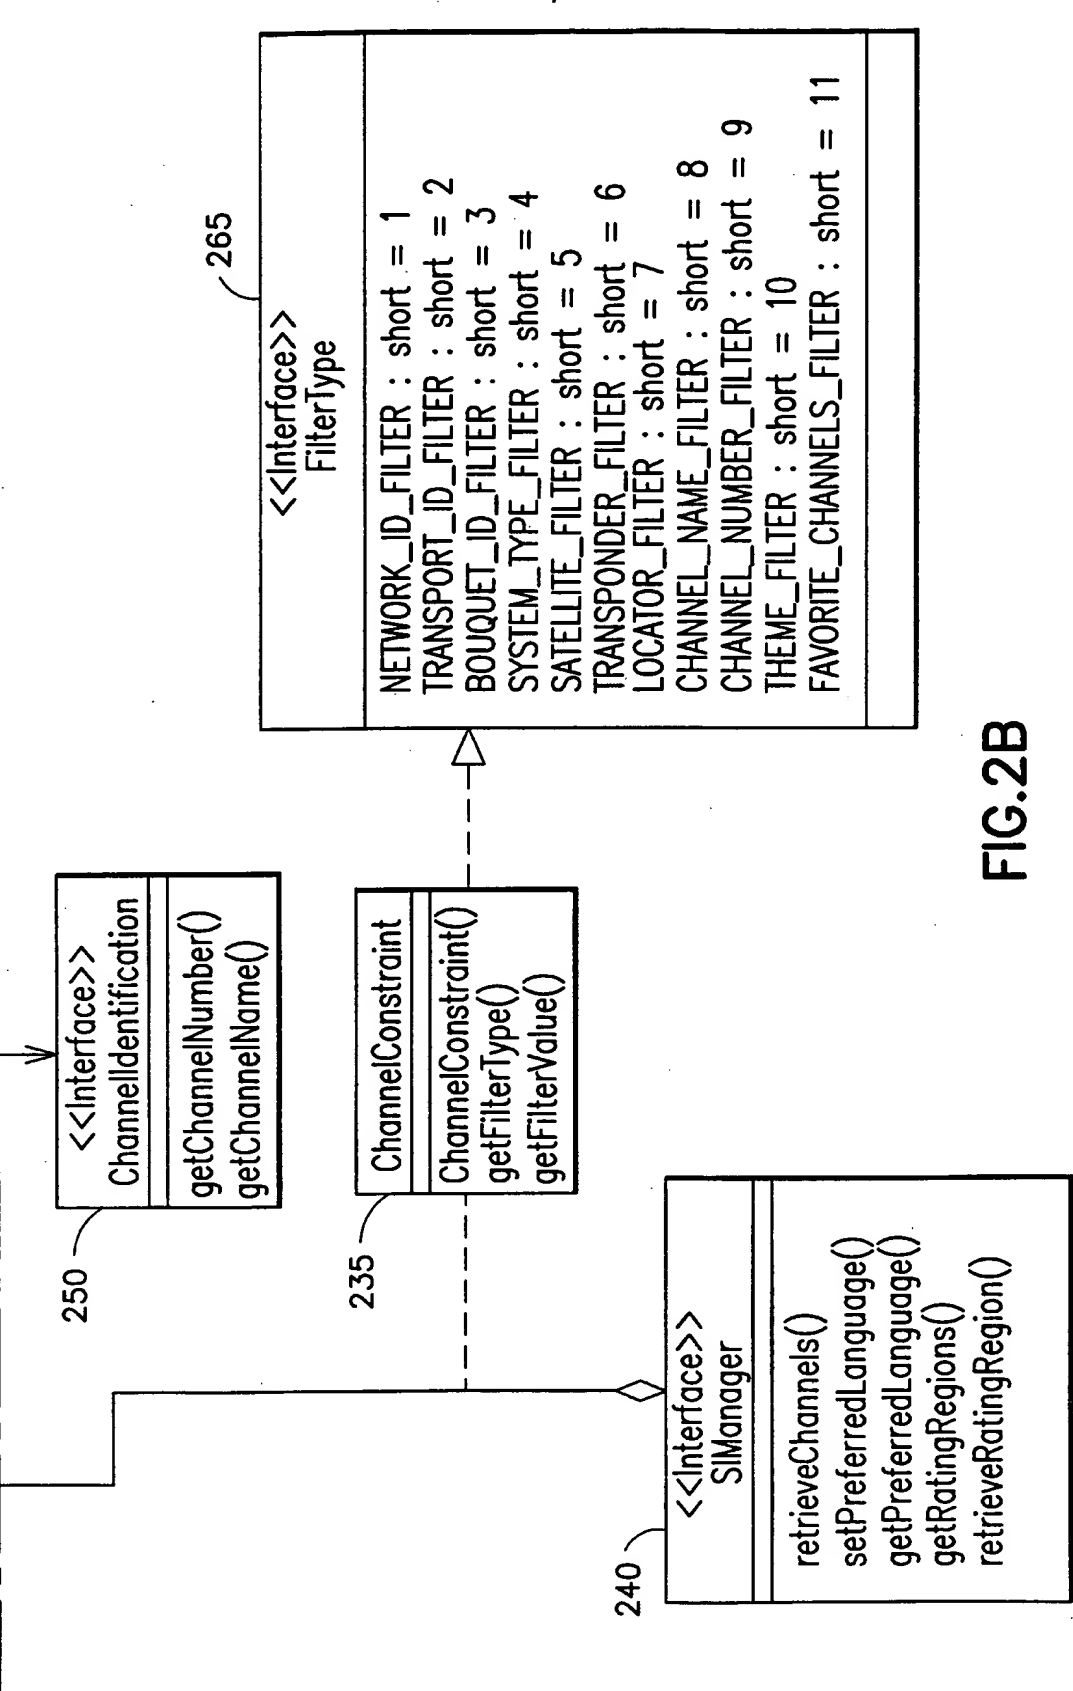 250
<<Interface>>
ChannelIdentification
getChannelNumber()
getChannelName()
235
ChannelConstraint
ChannelConstraint()
getFilterType()
getFilterValue()
240
<<Interface>>
SIManager
retrieveChannels()
setPreferredLanguage()
getPreferredLanguage()
getRatingRegions()
retrieveRatingRegion()
265
<<Interface>>
FilterType
NETWORK_ID_FILTER : short = 1
TRANSPORT_ID_FILTER : short = 2
BOUQUET_ID_FILTER : short = 3
SYSTEM_TYPE_FILTER : short = 4
SATELLITE_FILTER : short = 5
TRANSPONDER_FILTER : short = 6
LOCATOR_FILTER : short = 7
CHANNEL_NAME_FILTER : short = 8
CHANNEL_NUMBER_FILTER : short = 9
THEME_FILTER : short = 10
FAVORITE_CHANNELS_FILTER : short = 11
FIG.2B